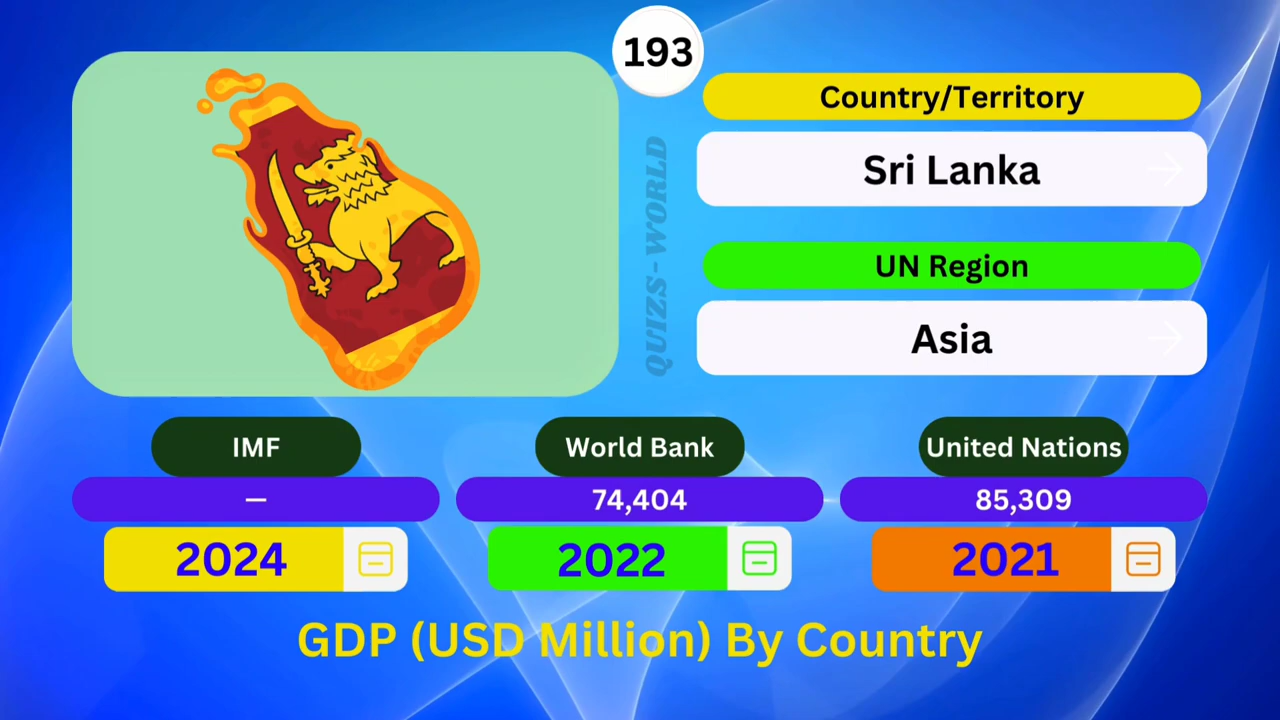 193
Country/Territory
Sri Lanka
UN Region
Asia
QUIZS-WORLD
IMF
—
2024
World Bank
74,404
2022
United Nations
85,309
2021
GDP (USD Million) By Country